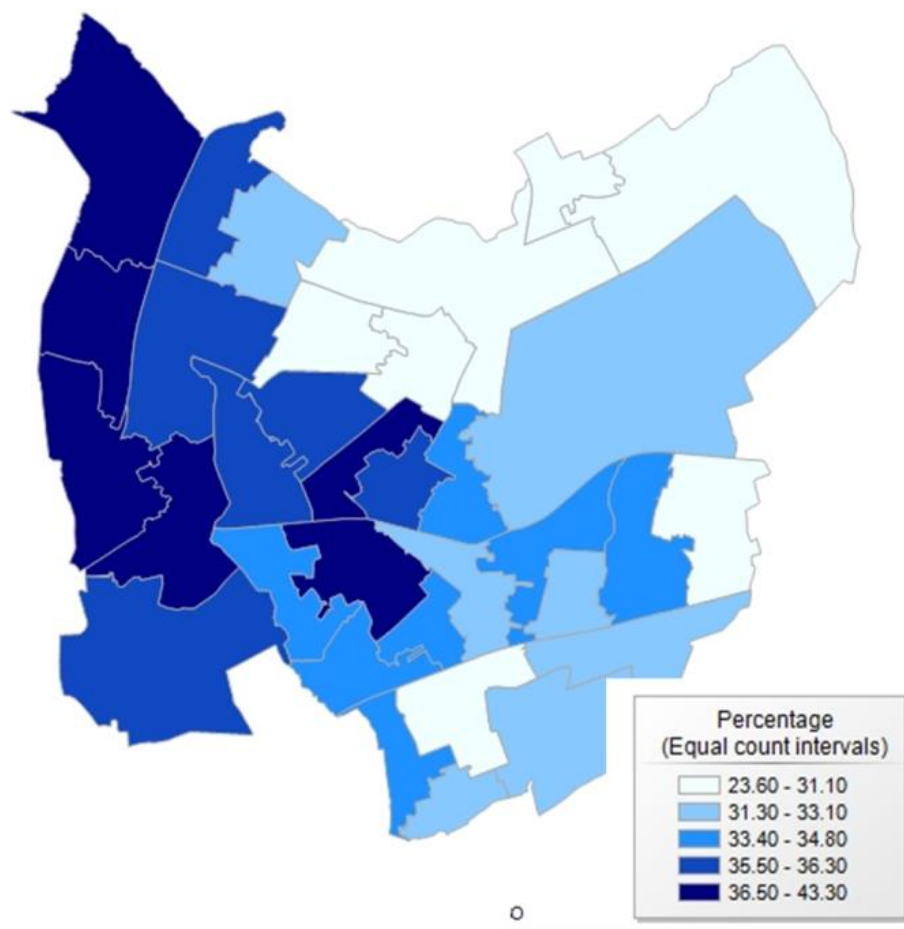 Percentage
(Equal count intervals)
23.60 - 31.10
31.30 - 33.10
33.40 - 34.80
35.50 - 36.30
36.50 - 43.30